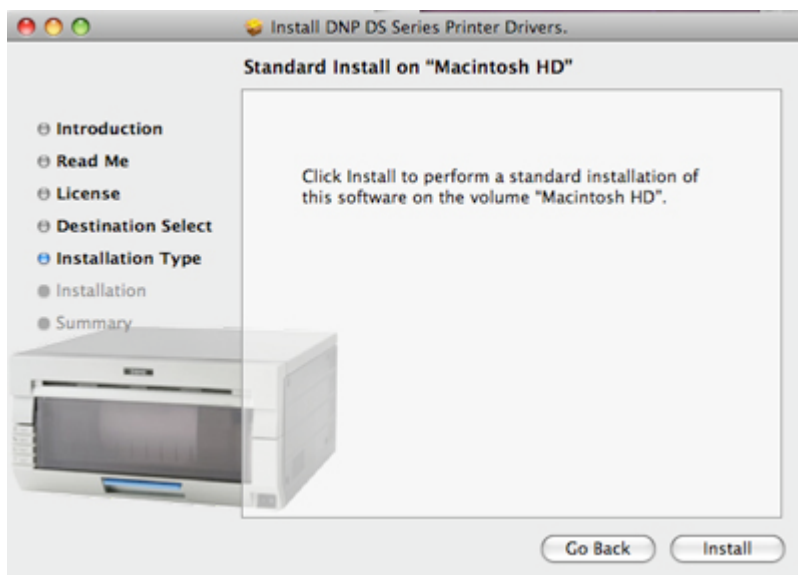 Install DNP DS Series Printer Drivers.
Standard Install on “Macintosh HD”
Introduction
Read Me
License
Destination Select
Installation Type
Installation
Summary
Click Install to perform a standard installation of
this software on the volume “Macintosh HD”.
Go Back
Install